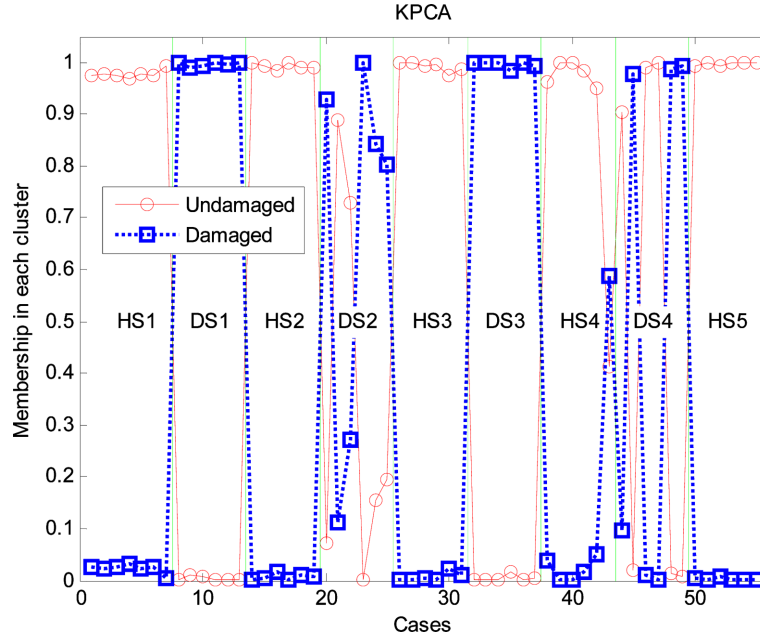 KPCA
Membership in each cluster
1
0.9
0.8
0.7
0.6
0.5
0.4
0.3
0.2
0.1
0
Undamaged
Damaged
HS1 DS1 HS2 DS2 HS3 DS3 HS4 DS4 HS5
0 10 20 30 40 50
Cases